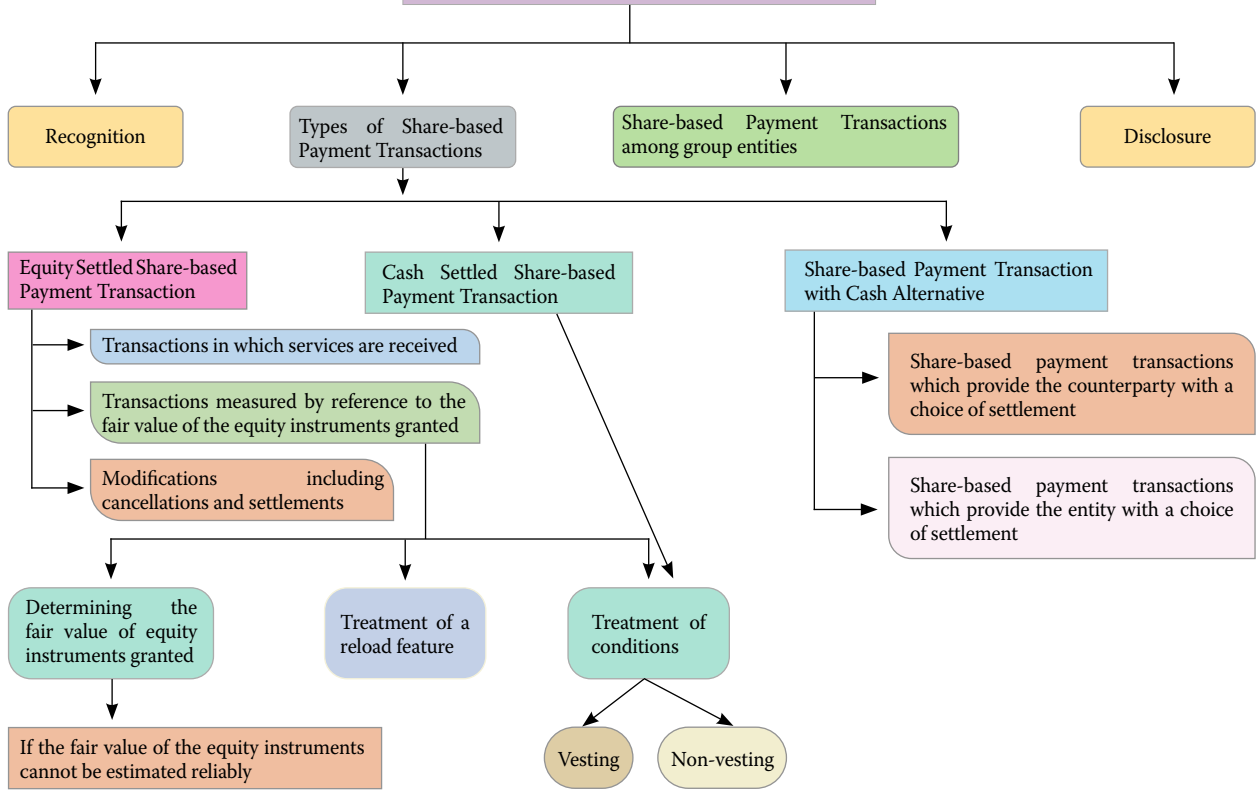 Recognition
Types of Share-based
Payment Transactions
Share-based Payment Transactions
among group entities
Disclosure
Equity Settled Share-based
Payment Transaction
Cash Settled Share-based
Payment Transaction
Share-based Payment Transaction
with Cash Alternative
Transactions in which services are received
Transactions measured by reference to the
fair value of the equity instruments granted
Modifications including
cancellations and settlements
Share-based payment transactions
which provide the counterparty with a
choice of settlement
Share-based payment transactions
which provide the entity with a choice
of settlement
Determining the
fair value of equity
instruments granted
Treatment of a
reload feature
Treatment of
conditions
If the fair value of the equity instruments
cannot be estimated reliably
Vesting
Non-vesting